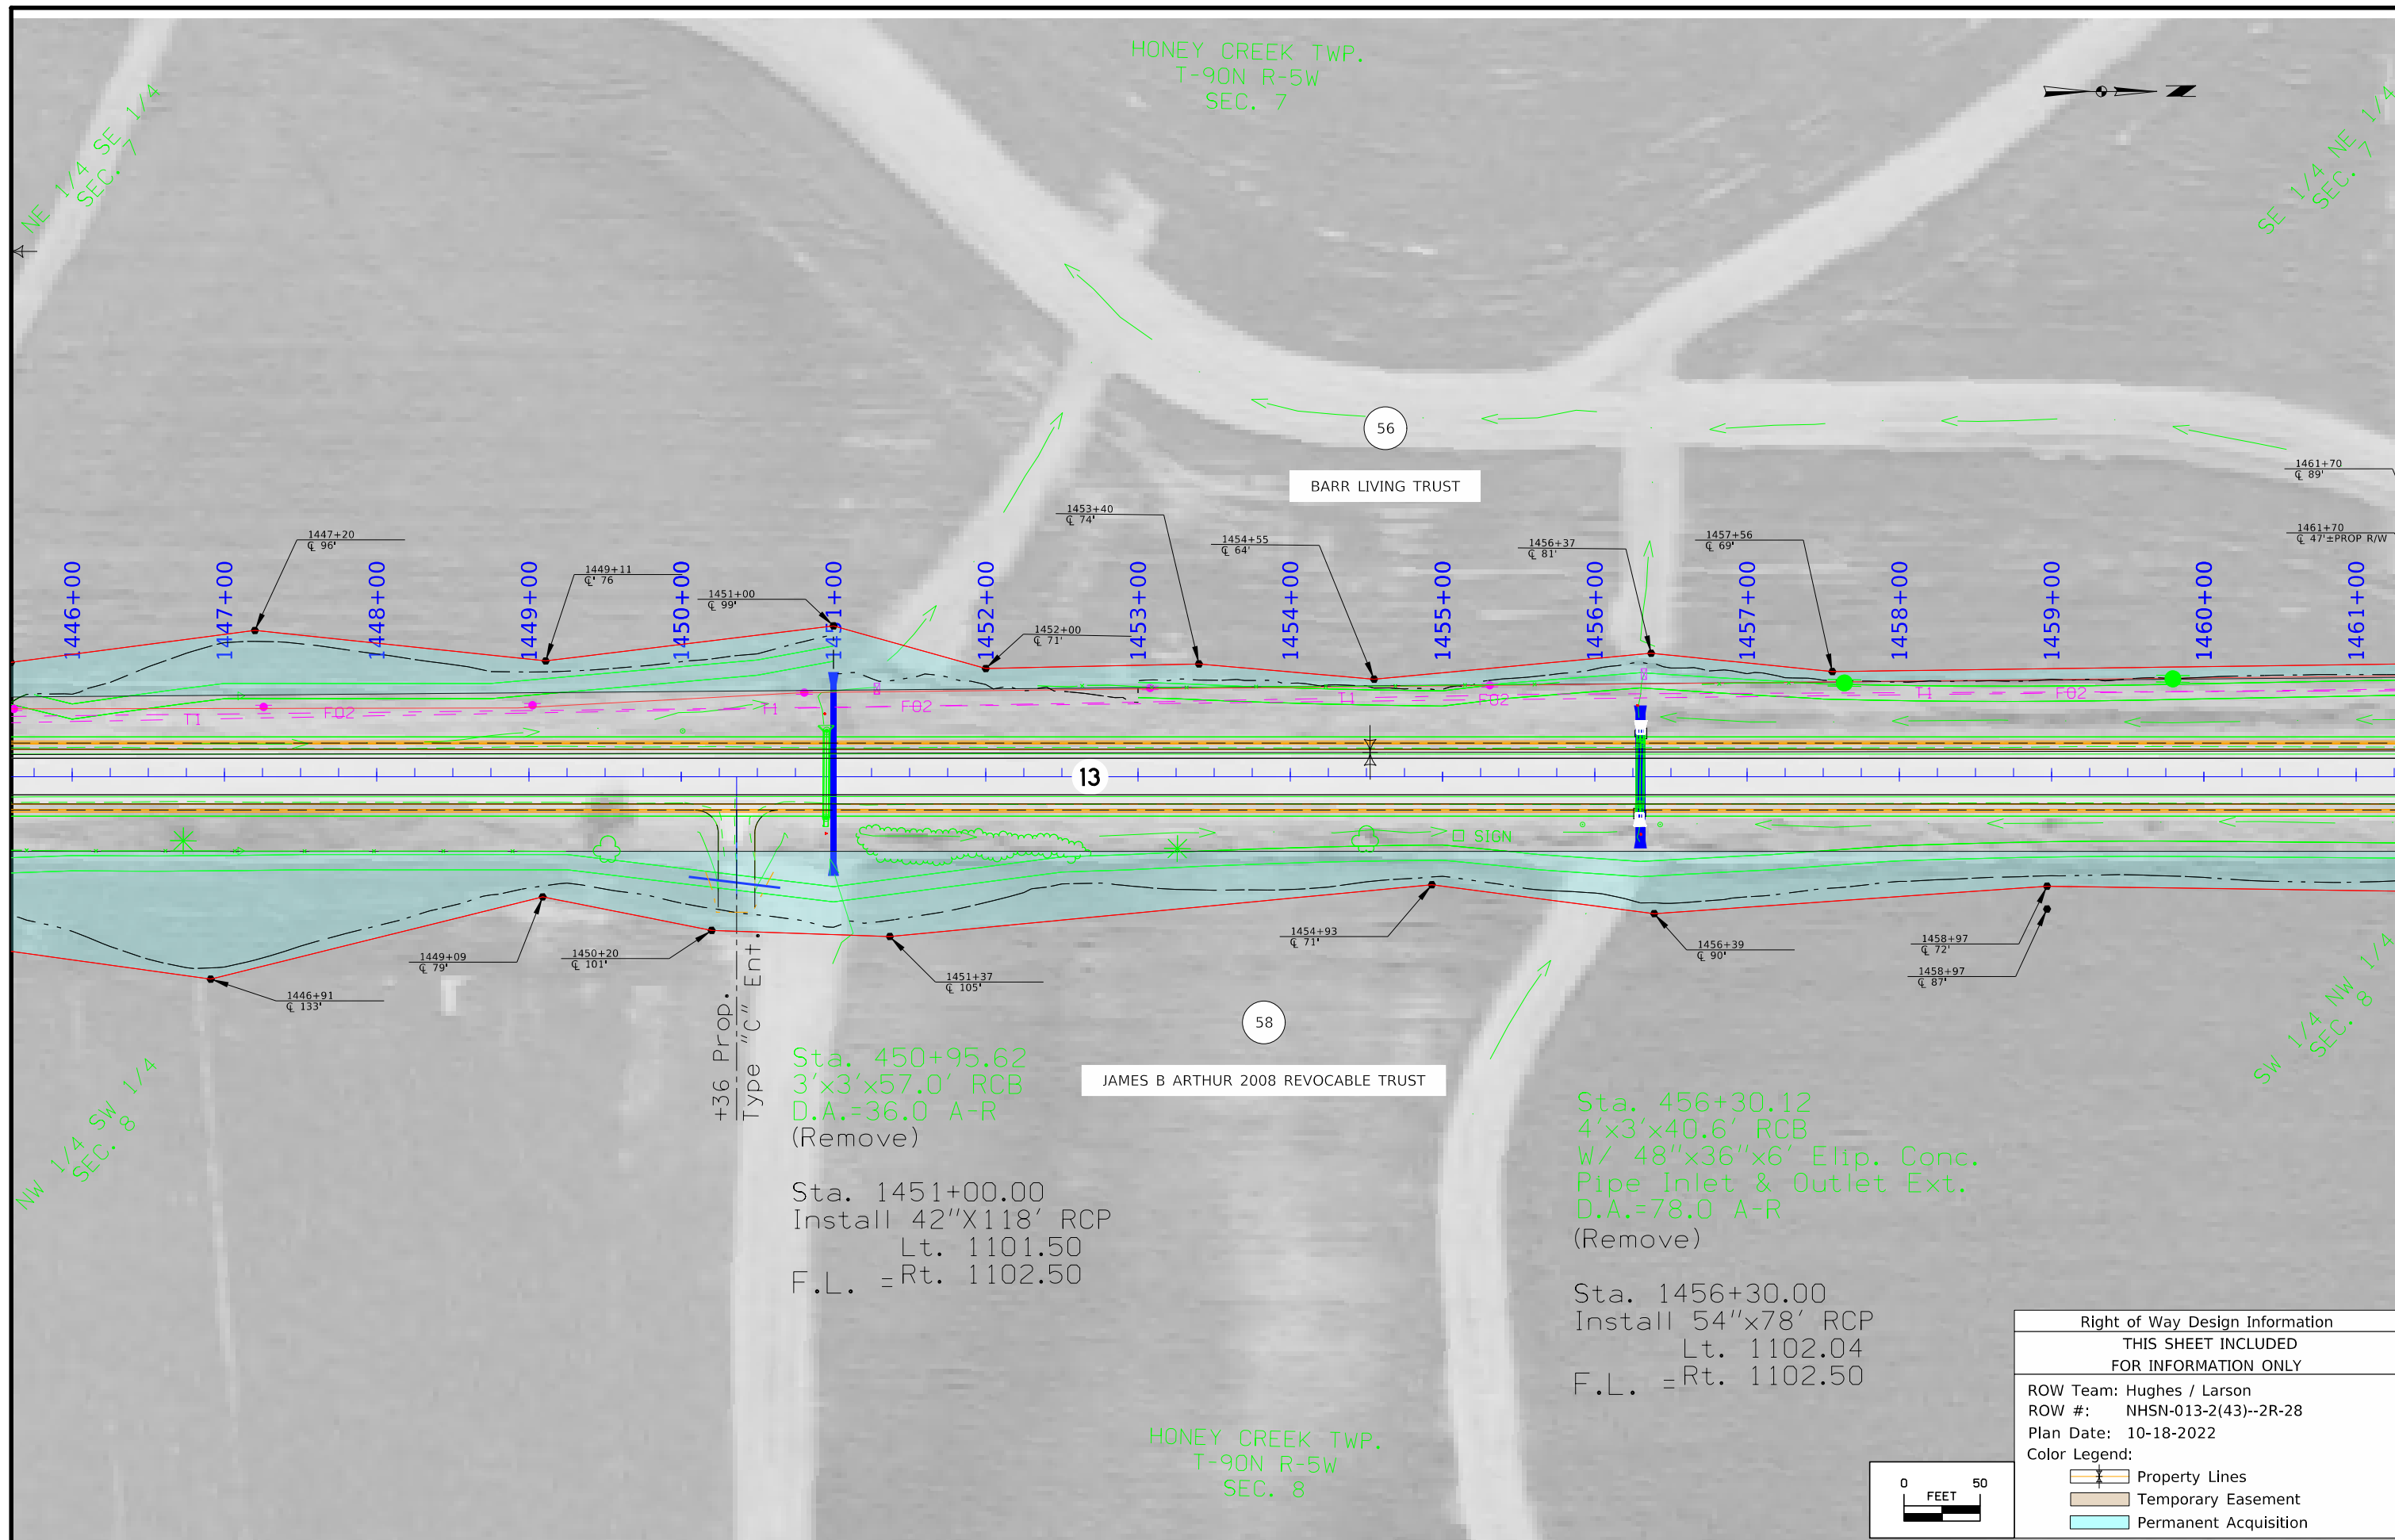 HONEY CREEK TWP.
T-90N R-5W
SEC. 7
NE 1/4 SE 1/4
SEC. 7
SE 1/4 NE 1/4
SEC. 7
56
BARR LIVING TRUST
1461+70
℄ 89'
1461+70
℄ 47'±PROP R/W
1447+20
℄ 96'
1449+11
℄' 76
1451+00
℄ 99'
1452+00
℄ 71'
1453+40
℄ 74'
1454+55
℄ 64'
1456+37
℄ 81'
1457+56
℄ 69'
1446+00
1447+00
1448+00
1449+00
1450+00
1451+00
1452+00
1453+00
1454+00
1455+00
1456+00
1457+00
1458+00
1459+00
1460+00
1461+00
T1
FO2
T1
FO2
T1
FO2
T1
FO2
13
SIGN
1446+91
℄ 133'
1449+09
℄ 79'
1450+20
℄ 101'
1451+37
℄ 105'
1454+93
℄ 71'
1456+39
℄ 90'
1458+97
℄ 72'
1458+97
℄ 87'
+36 Prop.
Type "C" Ent.
58
JAMES B ARTHUR 2008 REVOCABLE TRUST
NW 1/4 SW 1/4
SEC. 8
SW 1/4 NW 1/4
SEC. 8
Sta. 450+95.62
3'x3'x57.0' RCB
D.A.=36.0 A-R
(Remove)
Sta. 1451+00.00
Install 42"X118' RCP
Lt. 1101.50
F.L. = Rt. 1102.50
Sta. 456+30.12
4'x3'x40.6' RCB
W/ 48"x36"x6' Elip. Conc.
Pipe Inlet & Outlet Ext.
D.A.=78.0 A-R
(Remove)
Sta. 1456+30.00
Install 54"x78' RCP
Lt. 1102.04
F.L. = Rt. 1102.50
HONEY CREEK TWP.
T-90N R-5W
SEC. 8
0 50
FEET
Right of Way Design Information
THIS SHEET INCLUDED
FOR INFORMATION ONLY
ROW Team: Hughes / Larson
ROW #: NHSN-013-2(43)--2R-28
Plan Date: 10-18-2022
Color Legend:
Property Lines
Temporary Easement
Permanent Acquisition